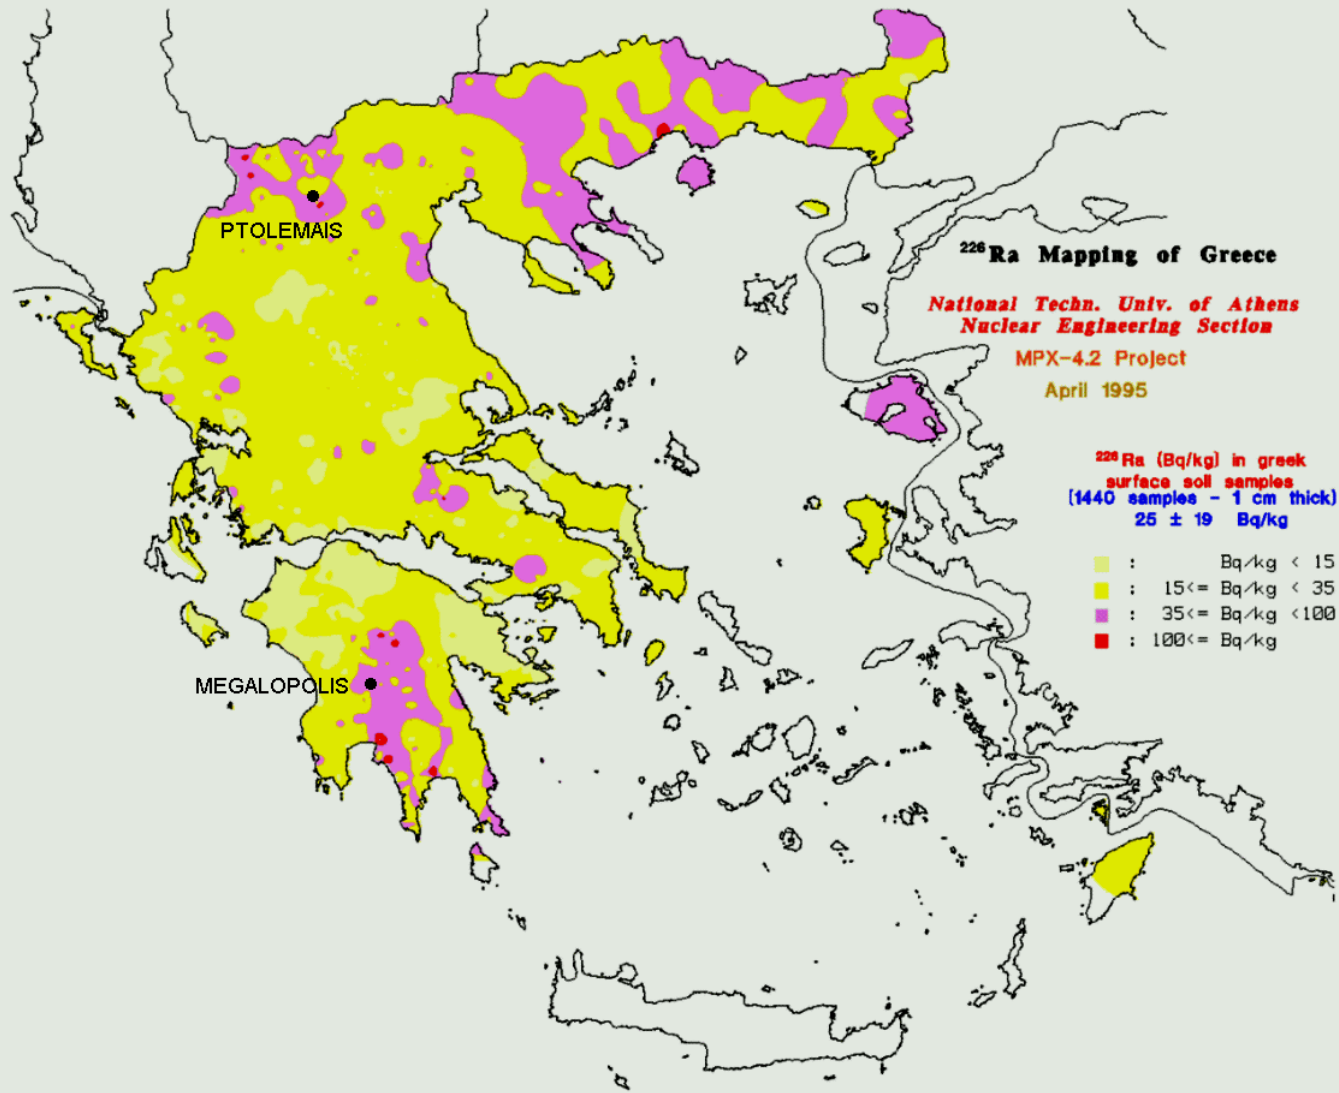 PTOLEMAIS
MEGALOPOLIS
²²⁶Ra Mapping of Greece
National Techn. Univ. of Athens
Nuclear Engineering Section
MPX-4.2 Project
April 1995
²²⁶Ra (Bq/kg) in greek
surface soil samples
(1440 samples - 1 cm thick)
25 ± 19 Bq/kg
: Bq/kg < 15
: 15<= Bq/kg < 35
: 35<= Bq/kg <100
: 100<= Bq/kg